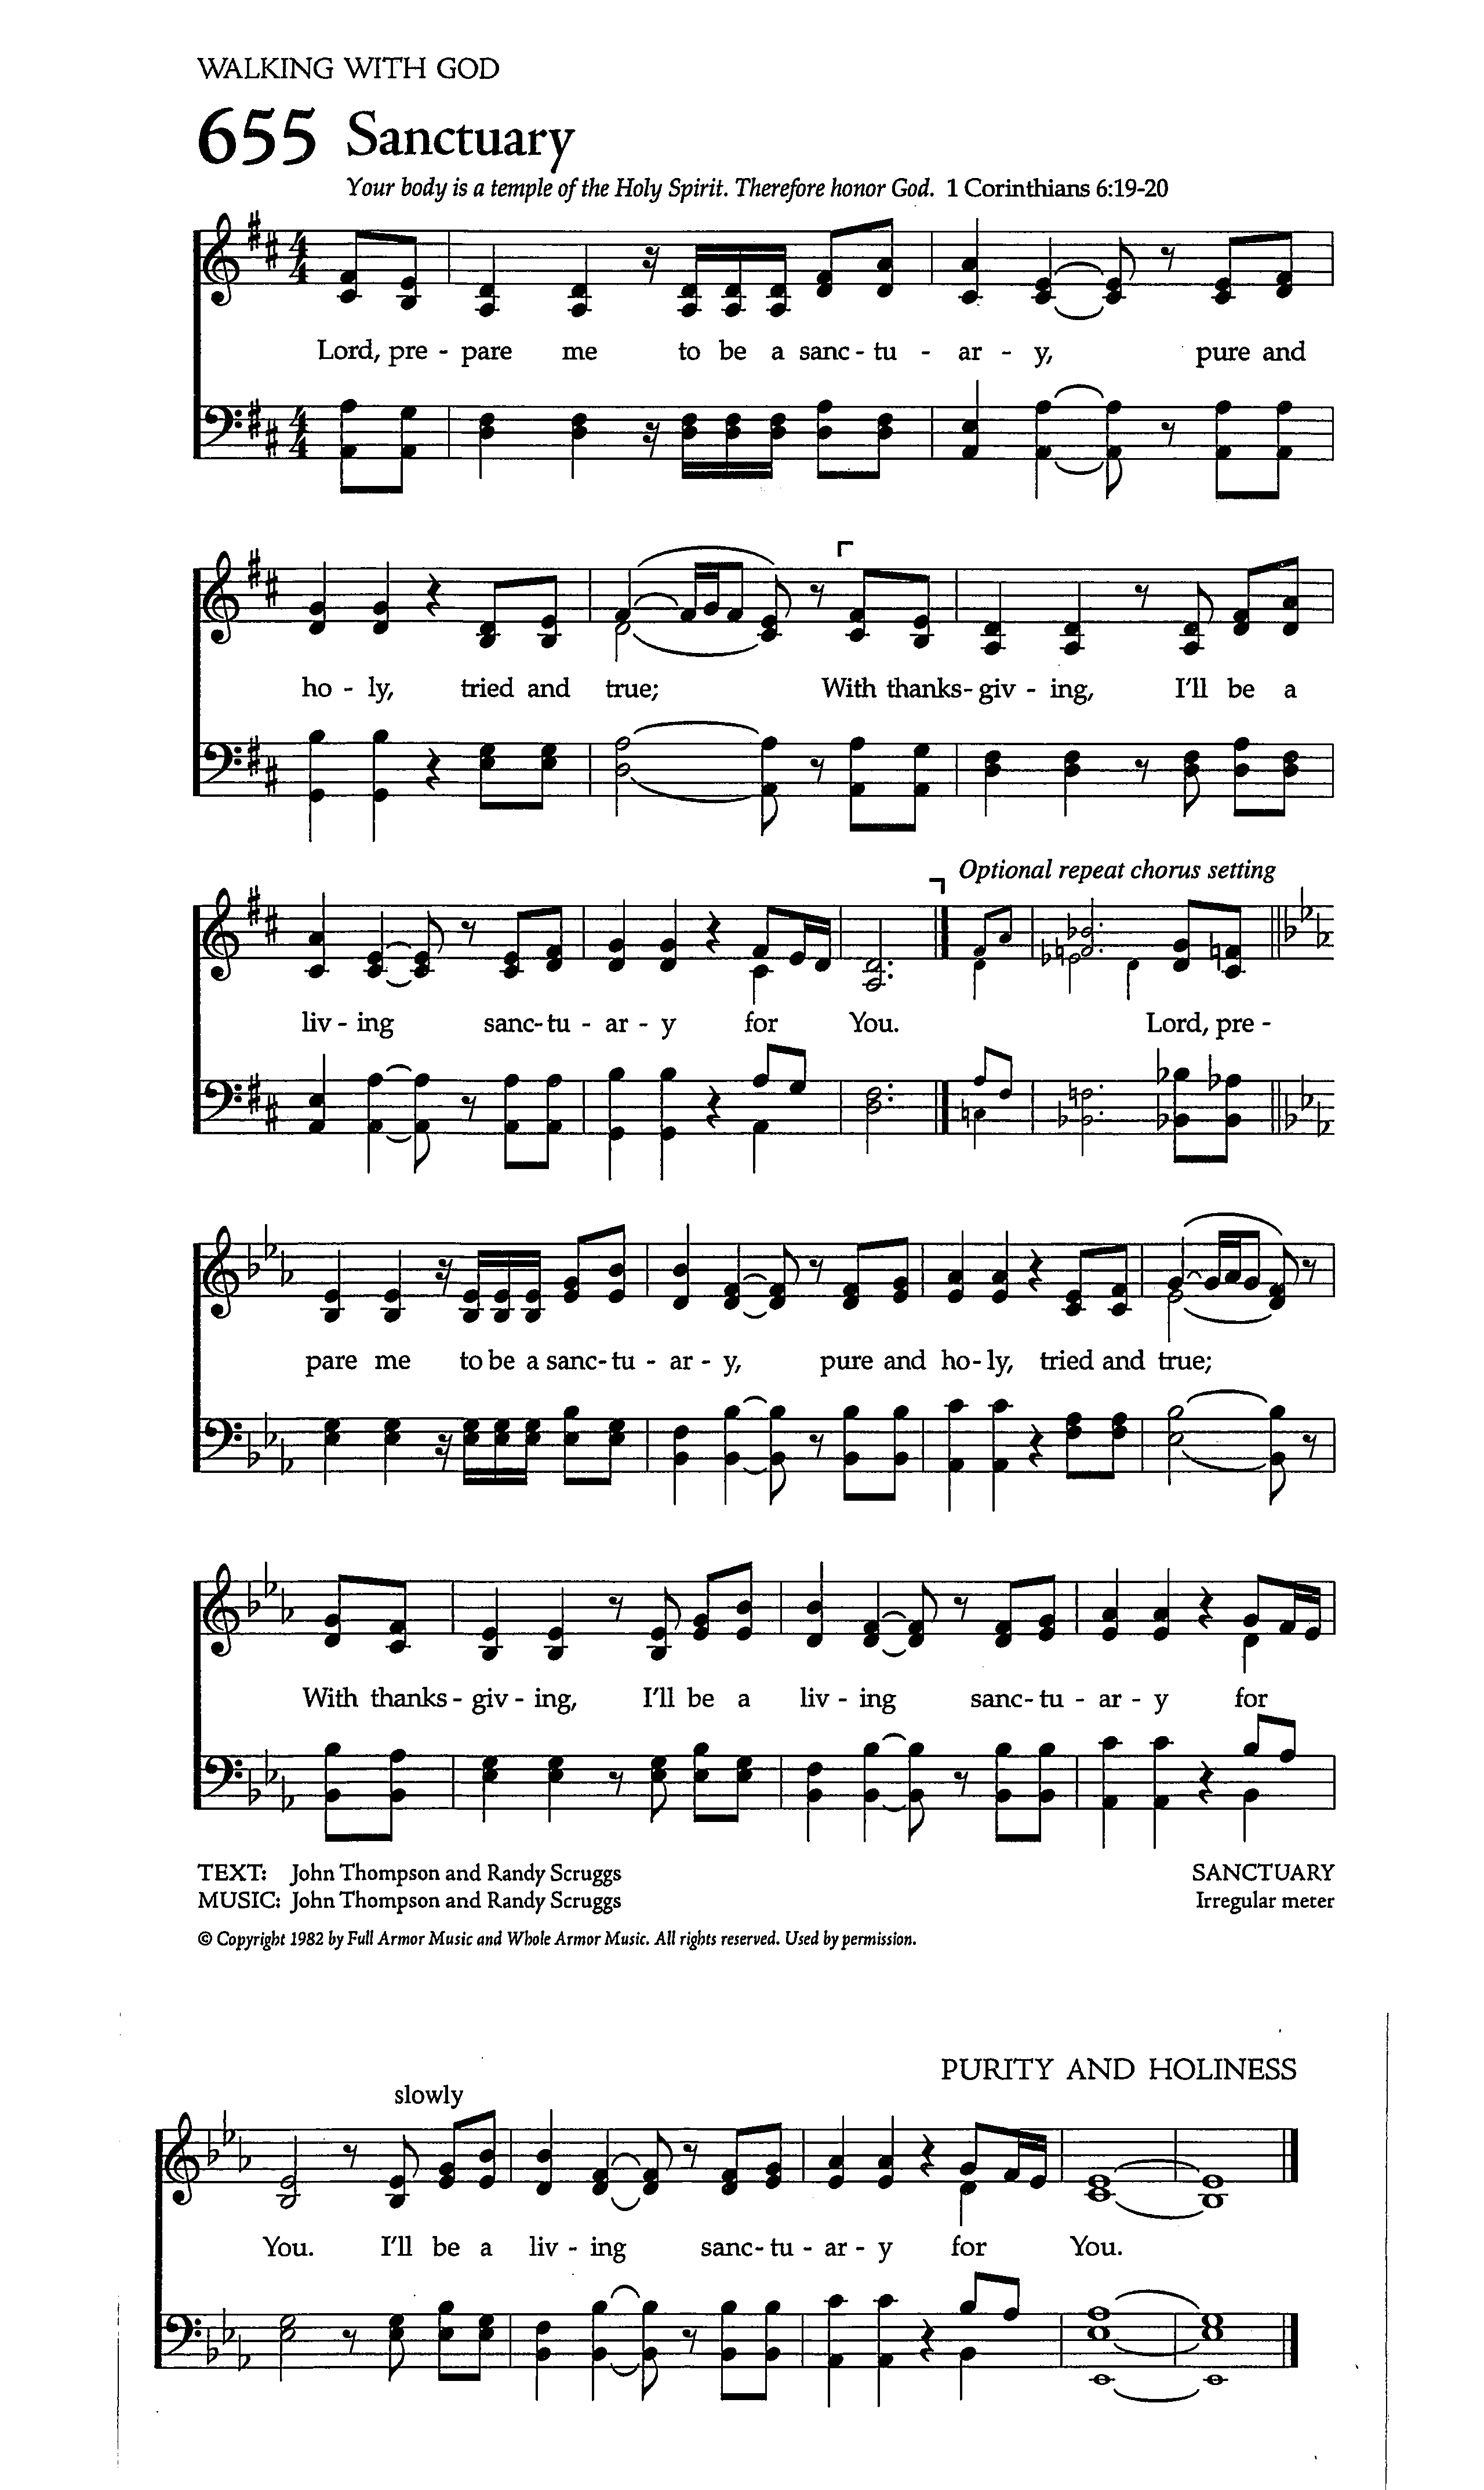 WALKING WITH GOD
655 Sanctuary
Your body is a temple of the Holy Spirit. Therefore honor God. 1 Corinthians 6:19-20
Lord, pre - pare me to be a sanc - tu - ar - y, pure and
ho - ly, tried and true; With thanks - giv - ing, I'll be a
Optional repeat chorus setting
liv - ing sanc - tu - ar - y for You. Lord, pre -
pare me to be a sanc - tu - ar - y, pure and ho - ly, tried and true;
With thanks - giv - ing, I'll be a liv - ing sanc - tu - ar - y for
TEXT: John Thompson and Randy Scruggs SANCTUARY
MUSIC: John Thompson and Randy Scruggs Irregular meter
© Copyright 1982 by Full Armor Music and Whole Armor Music. All rights reserved. Used by permission.
PURITY AND HOLINESS
slowly
You. I'll be a liv - ing sanc - tu - ar - y for You.